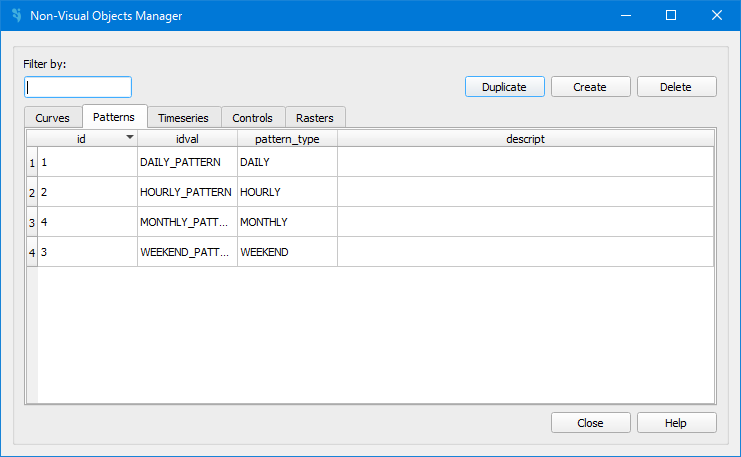 Non-Visual Objects Manager
Filter by:
Duplicate Create Delete
Curves Patterns Timeseries Controls Rasters
id idval pattern_type descript
1 1 DAILY_PATTERN DAILY
2 2 HOURLY_PATTERN HOURLY
3 4 MONTHLY_PATT... MONTHLY
4 3 WEEKEND_PATT... WEEKEND
Close Help